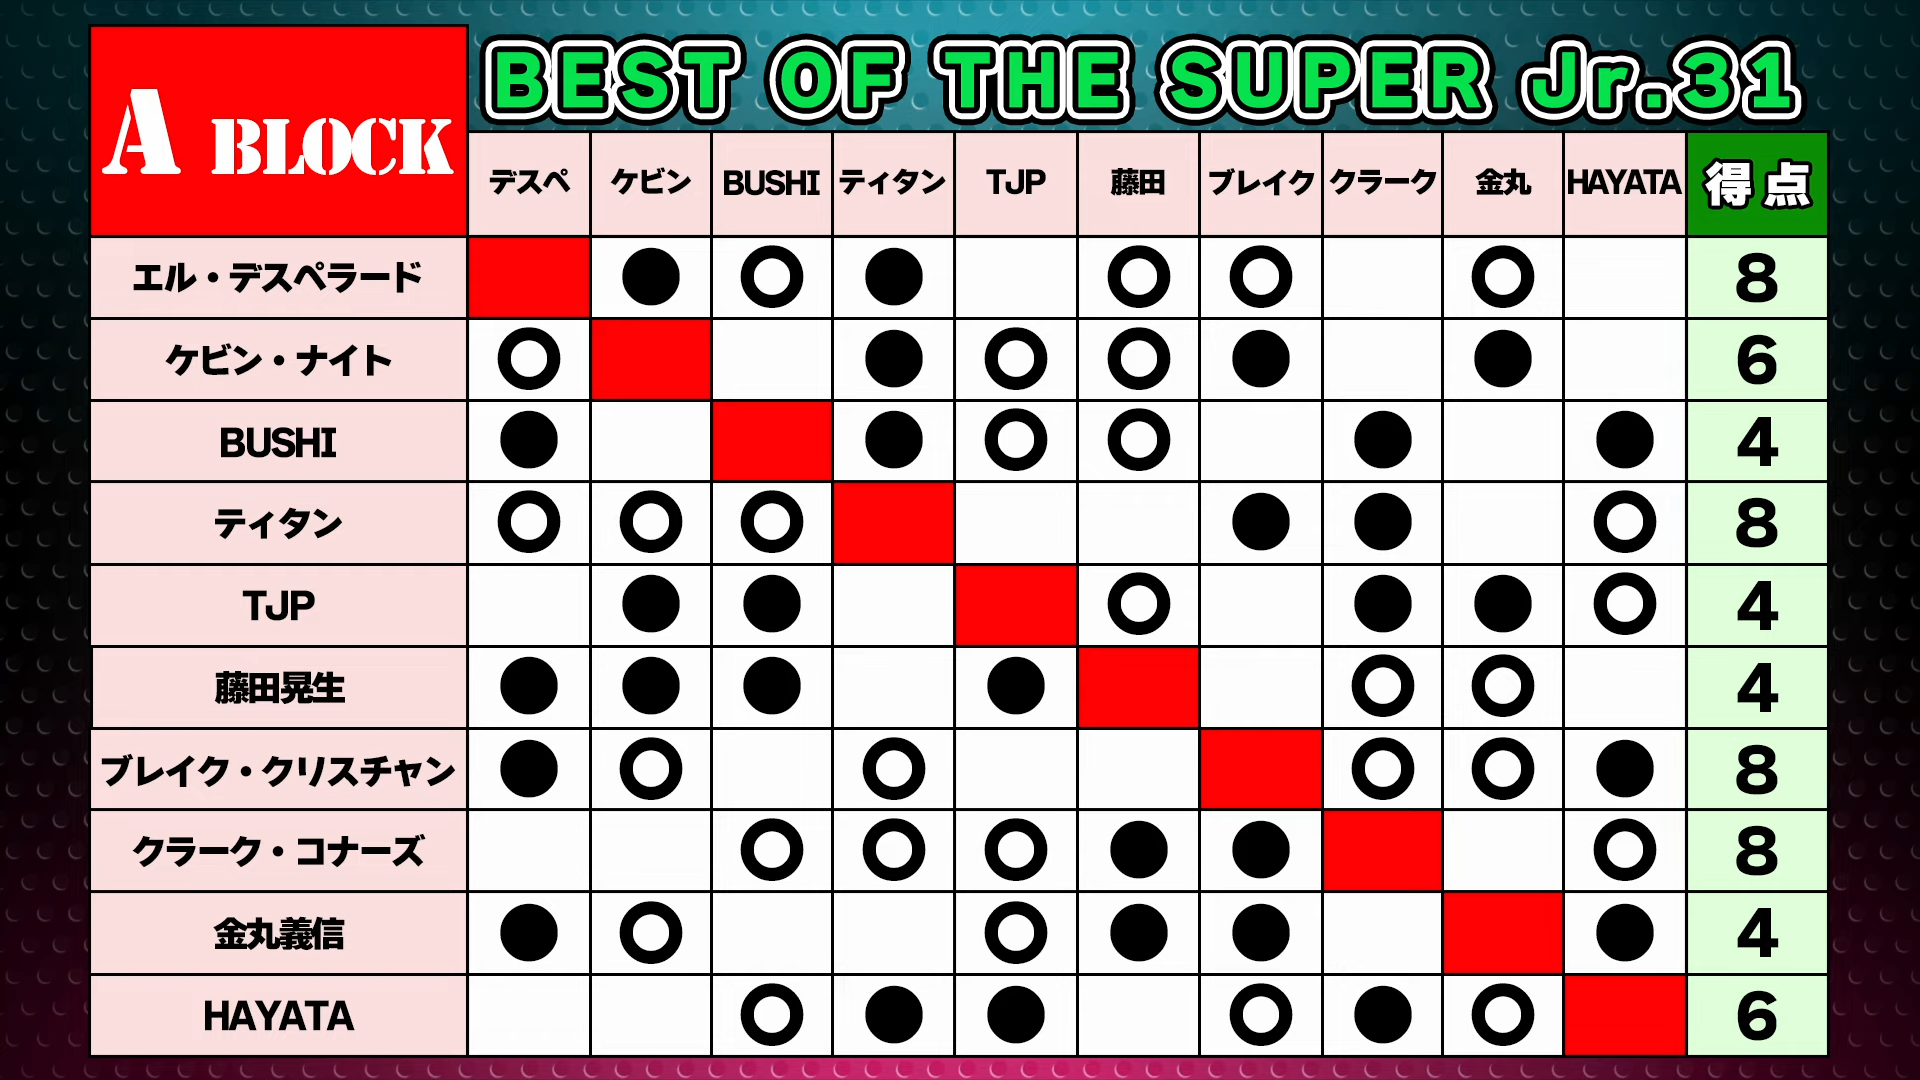 A BLOCK
BEST OF THE SUPER Jr.31
デスペ ケビン BUSHI ティタン TJP 藤田 ブレイク クラーク 金丸 HAYATA 得点
エル・デスペラード ● ○ ● ○ ○ ○ 8
ケビン・ナイト ○ ● ○ ○ ● ● 6
BUSHI ● ● ○ ○ ● ● 4
ティタン ○ ○ ○ ● ● ○ 8
TJP ● ● ○ ● ● ○ 4
藤田晃生 ● ● ● ● ○ ○ 4
ブレイク・クリスチャン ● ○ ○ ○ ○ ● 8
クラーク・コナーズ ○ ○ ○ ● ● ○ 8
金丸義信 ● ○ ○ ● ● ● 4
HAYATA ○ ● ● ○ ● ○ 6